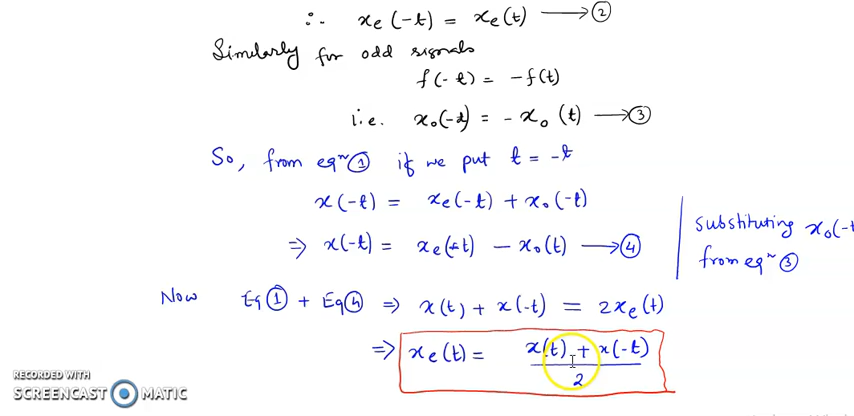 ∴ xₑ(-t) = xₑ(t) ⟶ ②
Similarly for odd signals
f(-t) = -f(t)
i.e. xₒ(-t) = - xₒ(t) ⟶ ③
So, from eqⁿ ① if we put t = -t
x(-t) = xₑ(-t) + xₒ(-t)
⇒ x(-t) = xₑ(t) - xₒ(t) ⟶ ④
substituting xₒ(-t
from eqⁿ ③
Now Eq ① + Eq ④ ⇒ x(t) + x(-t) = 2xₑ(t)
⇒ xₑ(t) = x(t) + x(-t)
2
RECORDED WITH
SCREENCAST MATIC